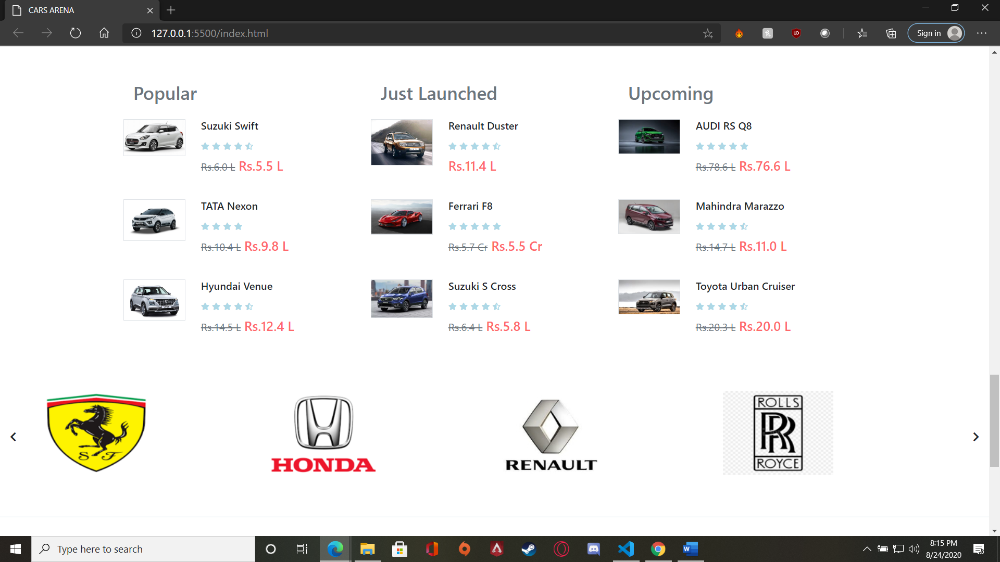 CARS ARENA
127.0.0.1:5500/index.html
Sign in
Popular
Just Launched
Upcoming
Suzuki Swift
Rs.6.0 L Rs.5.5 L
Renault Duster
Rs.11.4 L
AUDI RS Q8
Rs.78.6 L Rs.76.6 L
TATA Nexon
Rs.10.4 L Rs.9.8 L
Ferrari F8
Rs.5.7 Cr Rs.5.5 Cr
Mahindra Marazzo
Rs.14.7 L Rs.11.0 L
Hyundai Venue
Rs.14.5 L Rs.12.4 L
Suzuki S Cross
Rs.6.4 L Rs.5.8 L
Toyota Urban Cruiser
Rs.20.3 L Rs.20.0 L
S F
HONDA
RENAULT
ROLLS
RR
ROYCE
Type here to search
8:15 PM
8/24/2020